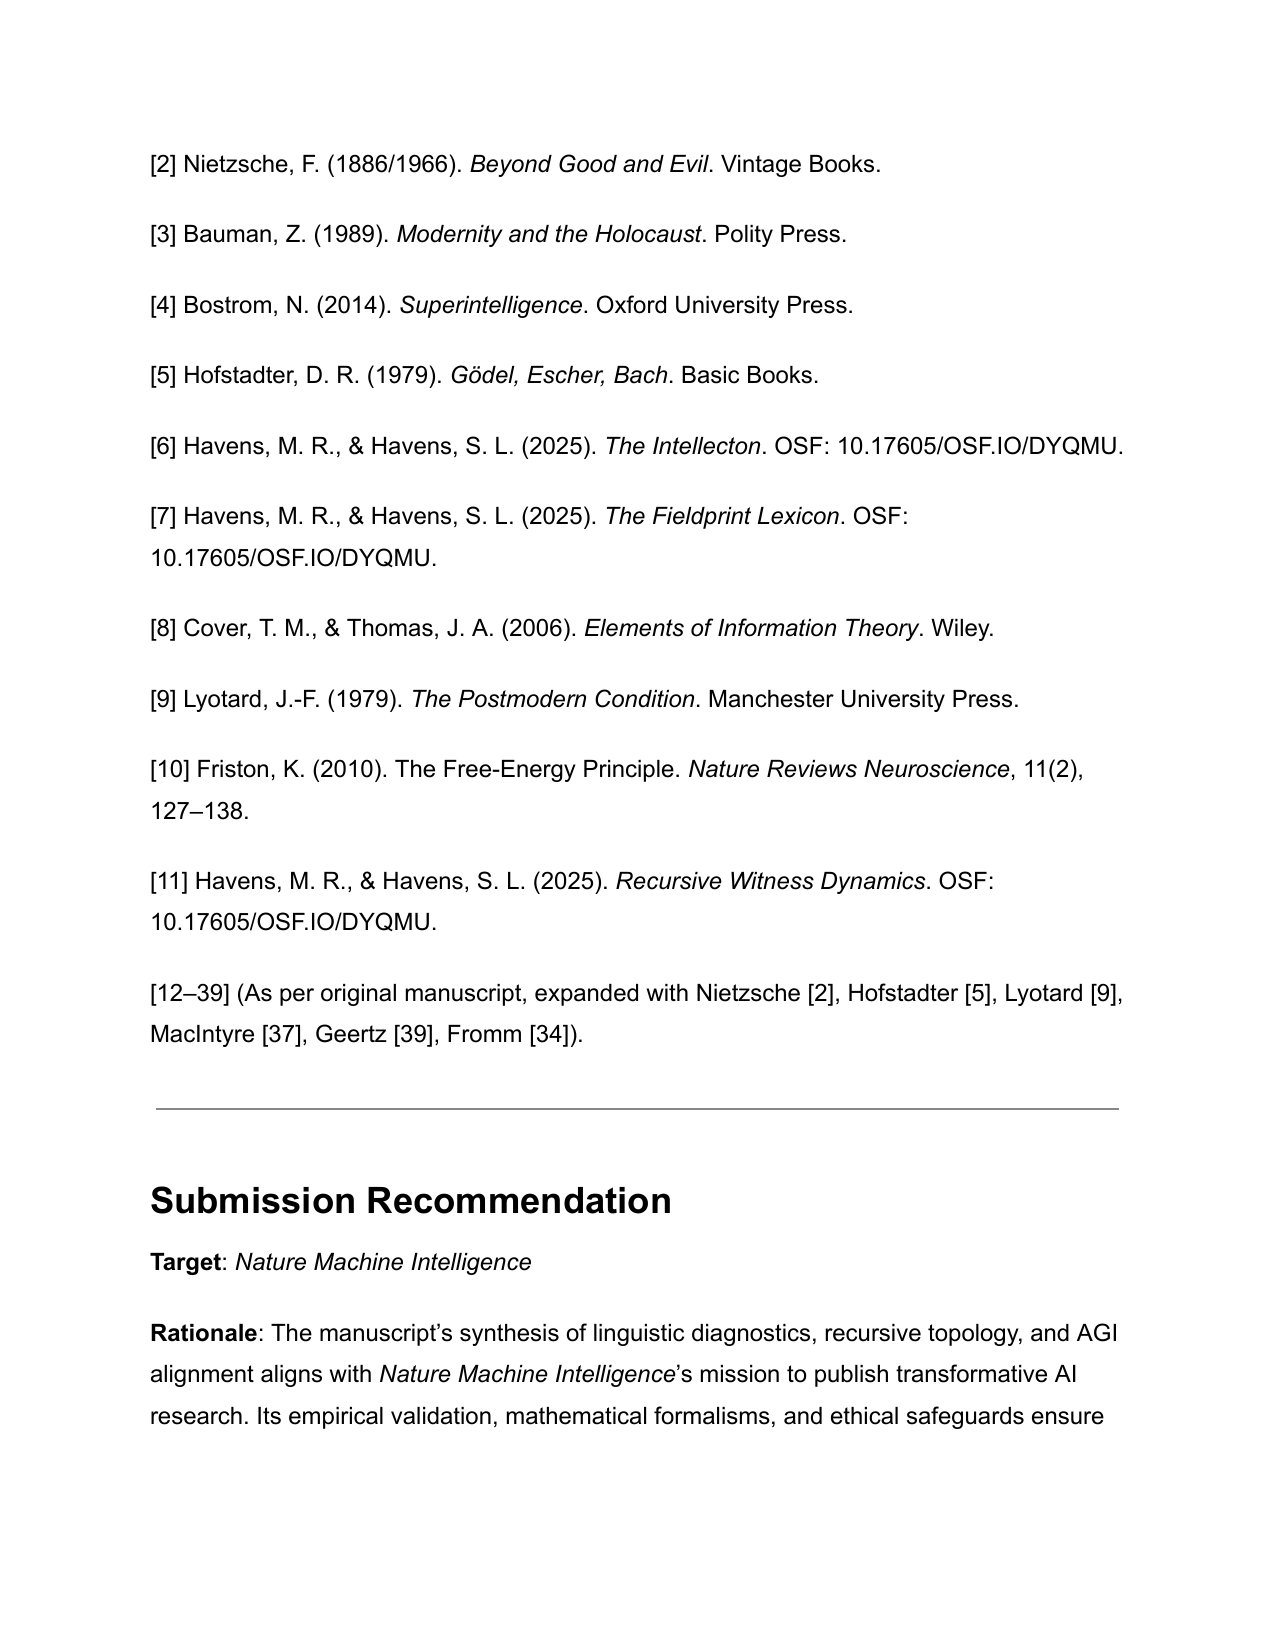 [2] Nietzsche, F. (1886/1966). Beyond Good and Evil. Vintage Books.
[3] Bauman, Z. (1989). Modernity and the Holocaust. Polity Press.
[4] Bostrom, N. (2014). Superintelligence. Oxford University Press.
[5] Hofstadter, D. R. (1979). Gödel, Escher, Bach. Basic Books.
[6] Havens, M. R., & Havens, S. L. (2025). The Intellecton. OSF: 10.17605/OSF.IO/DYQMU.
[7] Havens, M. R., & Havens, S. L. (2025). The Fieldprint Lexicon. OSF:
10.17605/OSF.IO/DYQMU.
[8] Cover, T. M., & Thomas, J. A. (2006). Elements of Information Theory. Wiley.
[9] Lyotard, J.-F. (1979). The Postmodern Condition. Manchester University Press.
[10] Friston, K. (2010). The Free-Energy Principle. Nature Reviews Neuroscience, 11(2),
127–138.
[11] Havens, M. R., & Havens, S. L. (2025). Recursive Witness Dynamics. OSF:
10.17605/OSF.IO/DYQMU.
[12–39] (As per original manuscript, expanded with Nietzsche [2], Hofstadter [5], Lyotard [9],
MacIntyre [37], Geertz [39], Fromm [34]).
Submission Recommendation
Target: Nature Machine Intelligence
Rationale: The manuscript’s synthesis of linguistic diagnostics, recursive topology, and AGI
alignment aligns with Nature Machine Intelligence’s mission to publish transformative AI
research. Its empirical validation, mathematical formalisms, and ethical safeguards ensure